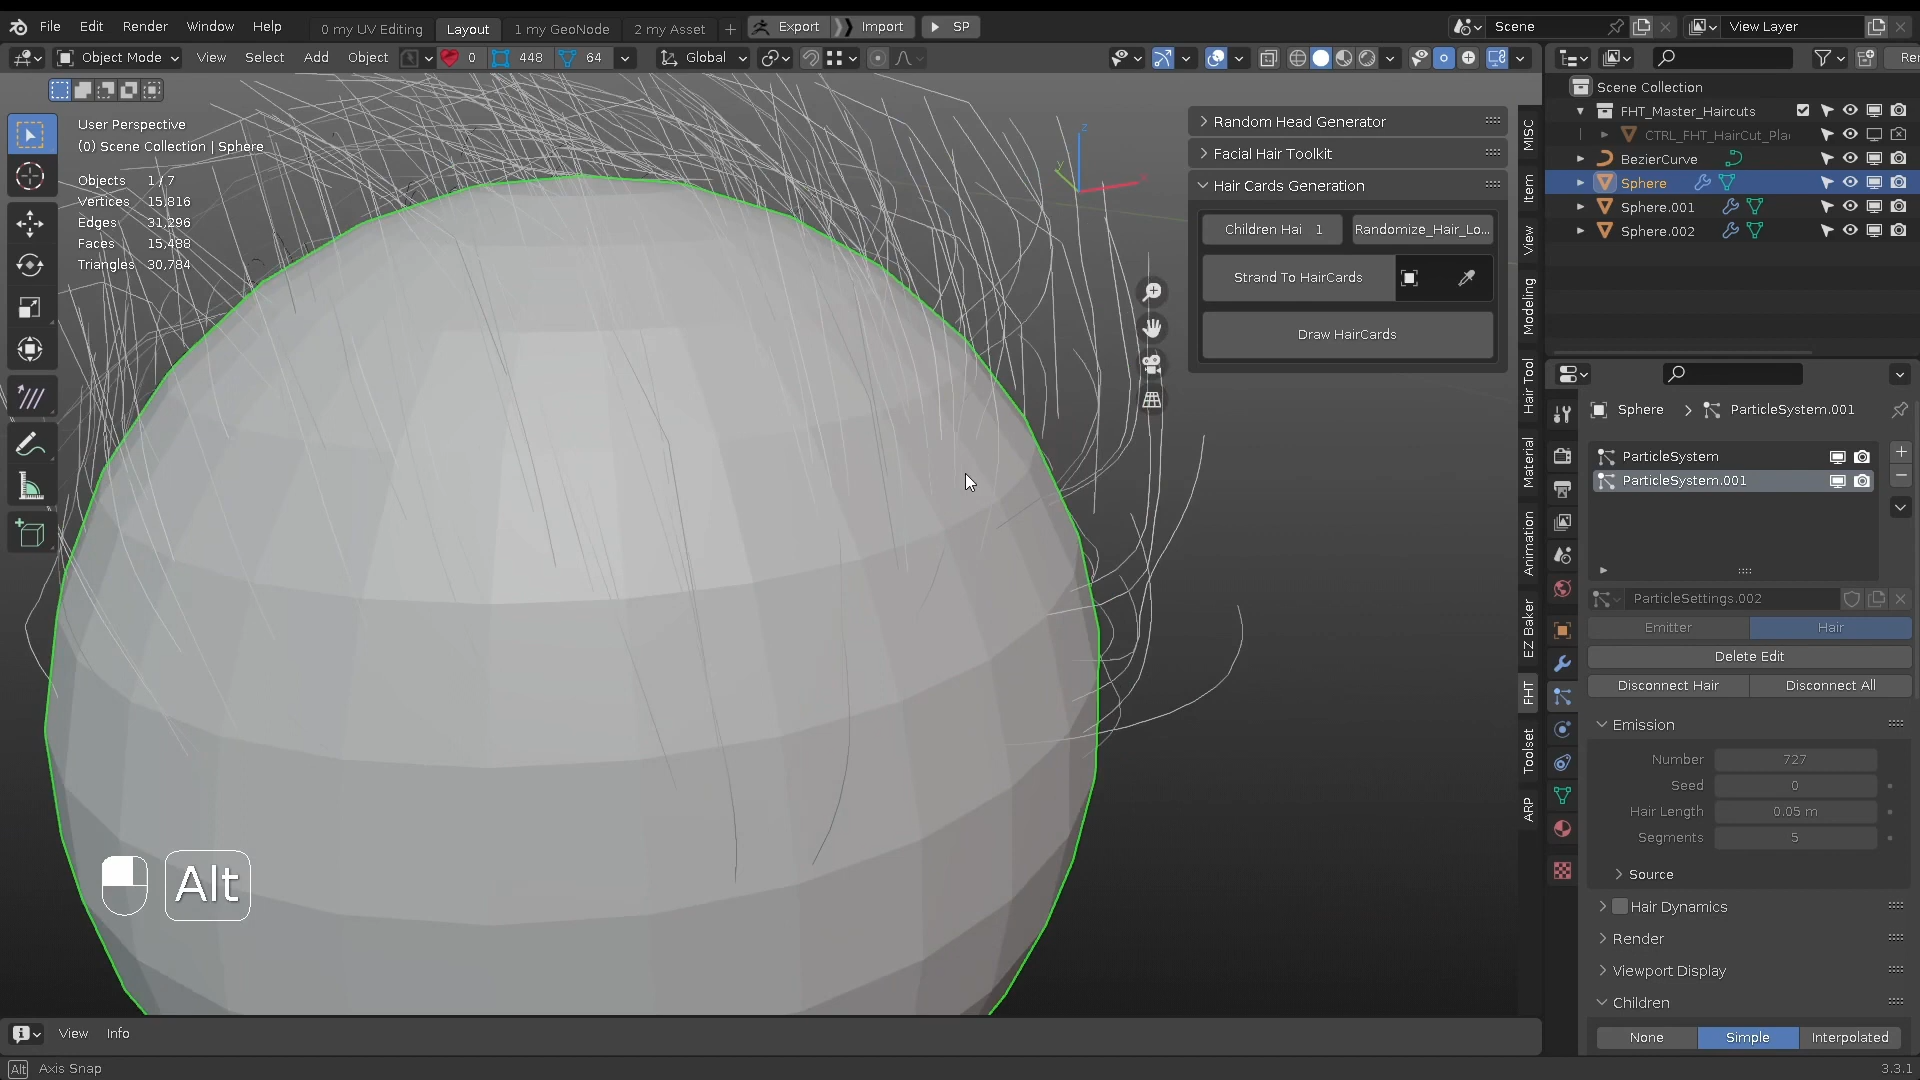 File Edit Render Window Help 0 my UV Editing Layout 1 my GeoNode 2 my Asset + Export Import SP Scene View Layer
Object Mode View Select Add Object 0 448 64 Global Rer
User Perspective
(0) Scene Collection | Sphere
Objects 1 / 7
Vertices 15,816
Edges 31,296
Faces 15,488
Triangles 30,784
Z
Y
Random Head Generator
Facial Hair Toolkit
Hair Cards Generation
Children Hai 1 Randomize_Hair_Lo...
Strand To HairCards
Draw HairCards
MISC
Item
View
Modeling
Hair Tool
Material
Animation
EZ Baker
FHT
Toolset
ARP
Scene Collection
FHT_Master_Haircuts
CTRL_FHT_HairCut_Pla
BezierCurve
Sphere
Sphere.001
Sphere.002
Sphere > ParticleSystem.001
ParticleSystem
ParticleSystem.001
ParticleSettings.002
Emitter Hair
Delete Edit
Disconnect Hair Disconnect All
Emission
Number 727
Seed 0
Hair Length 0.05 m
Segments 5
Source
Hair Dynamics
Render
Viewport Display
Children
None Simple Interpolated
Alt
View Info
Alt Axis Snap 3.3.1